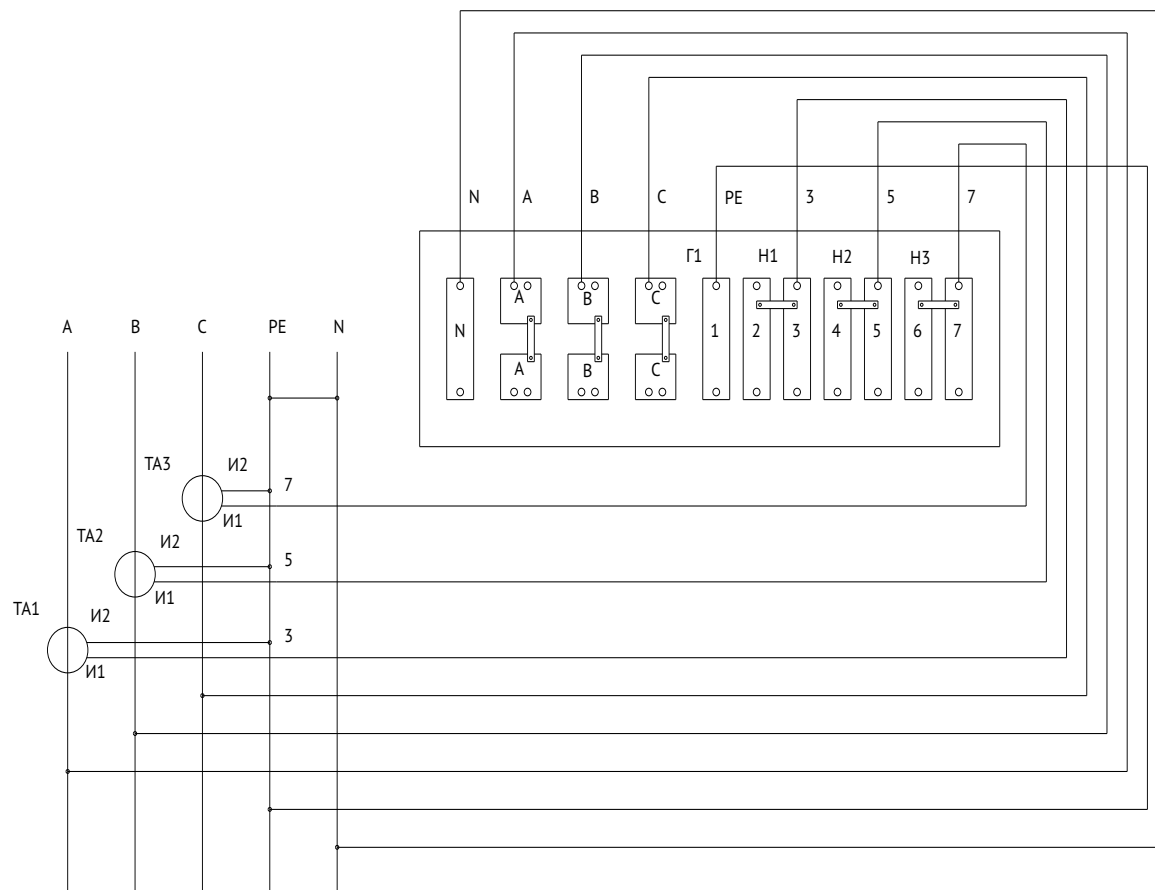 N A B C PE 3 5 7
Г1 Н1 Н2 Н3
A B C
N 1 2 3 4 5 6 7
A B C
A B C PE N
ТА3 И2 7
И1
ТА2 И2 5
И1
ТА1 И2 3
И1